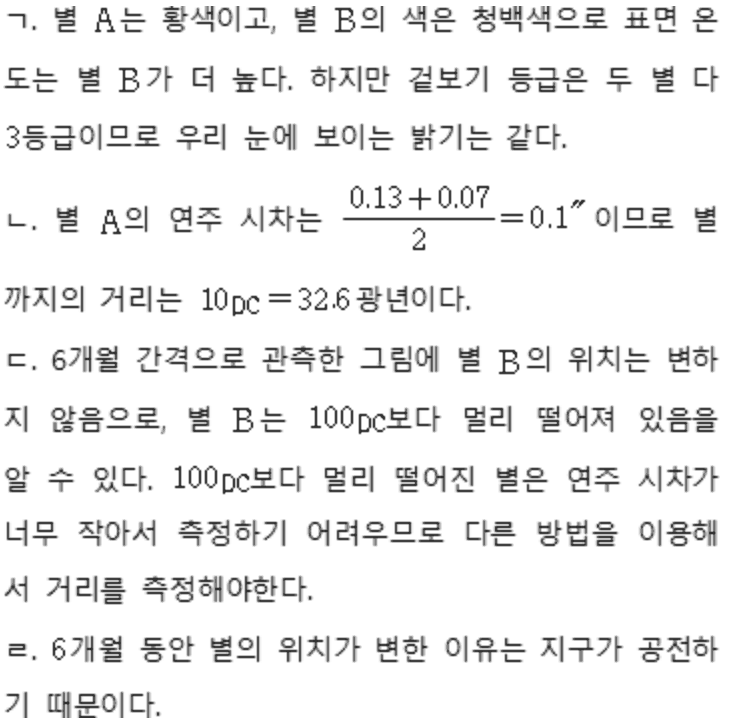 ㄱ. 별 A는 황색이고, 별 B의 색은 청백색으로 표면 온
도는 별 B가 더 높다. 하지만 겉보기 등급은 두 별 다
3등급이므로 우리 눈에 보이는 밝기는 같다.
ㄴ. 별 A의 연주 시차는 (0.13+0.07)/2=0.1″이므로 별
까지의 거리는 10pc=32.6광년이다.
ㄷ. 6개월 간격으로 관측한 그림에 별 B의 위치는 변하
지 않음으로, 별 B는 100pc보다 멀리 떨어져 있음을
알 수 있다. 100pc보다 멀리 떨어진 별은 연주 시차가
너무 작아서 측정하기 어려우므로 다른 방법을 이용해
서 거리를 측정해야한다.
ㄹ. 6개월 동안 별의 위치가 변한 이유는 지구가 공전하
기 때문이다.